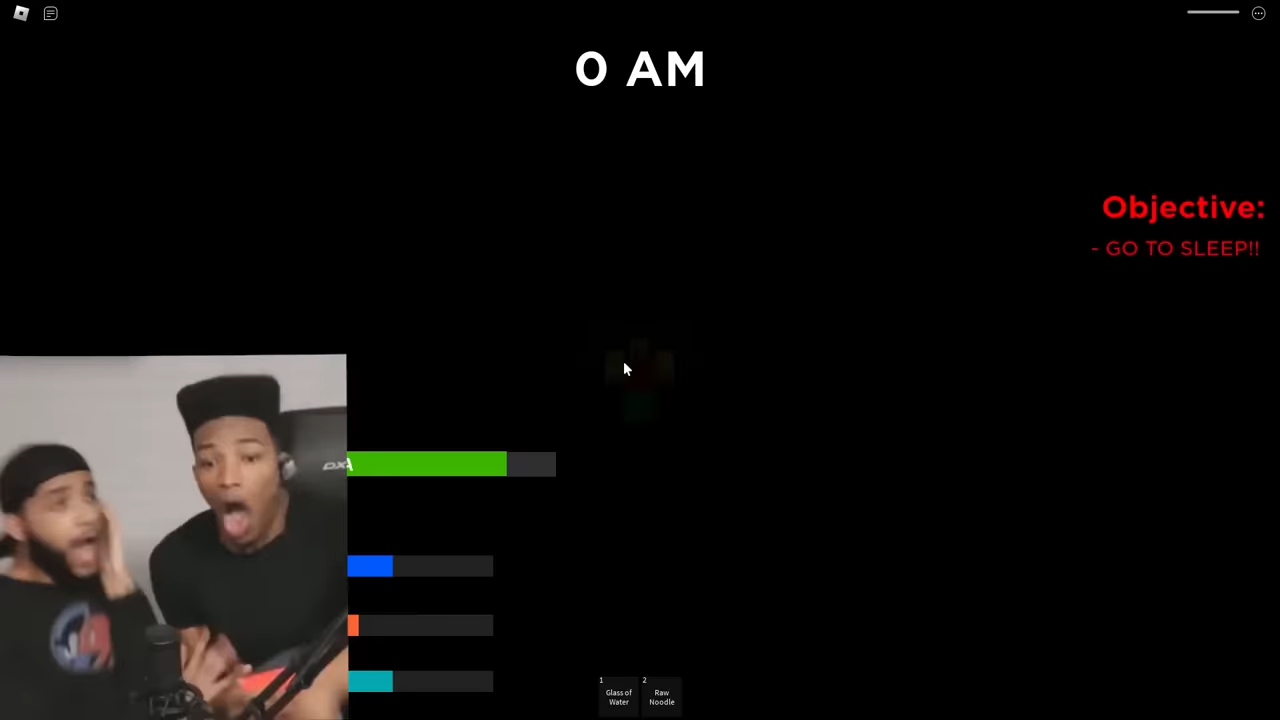 0 AM
Objective:
- GO TO SLEEP!!
A
1
Glass of
Water
2
Raw
Noodle